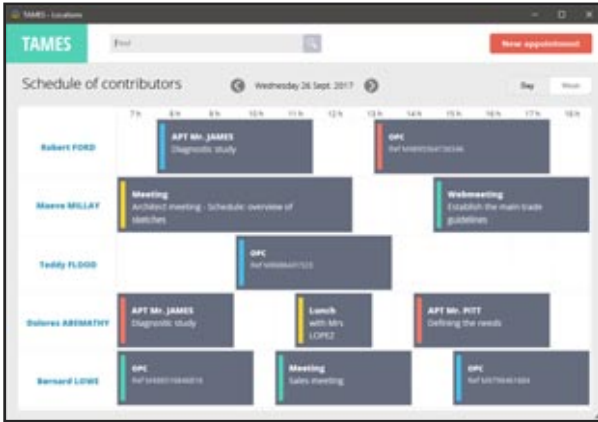 TAMES - Locations
TAMES
Find
New appointment
Schedule of contributors
Wednesday 26 Sept. 2017
Day
Week
7 h 8 h 9 h 10 h 11 h 12 h 13 h 14 h 15 h 16 h 17 h 18 h
Robert FORD
APT Mr. JAMES
Diagnostic study
OPC
Maeve MILLAY
Meeting
Architect meeting - Schedule: overview of
sketches
Webmeeting
Establish the main trade
guidelines
Teddy FLOOD
OPC
Dolores ABERNATHY
APT Mr. JAMES
Diagnostic study
Lunch
with Mrs
LOPEZ
APT Mr. PITT
Defining the needs
Bernard LOWE
OPC
Meeting
Sales meeting
OPC